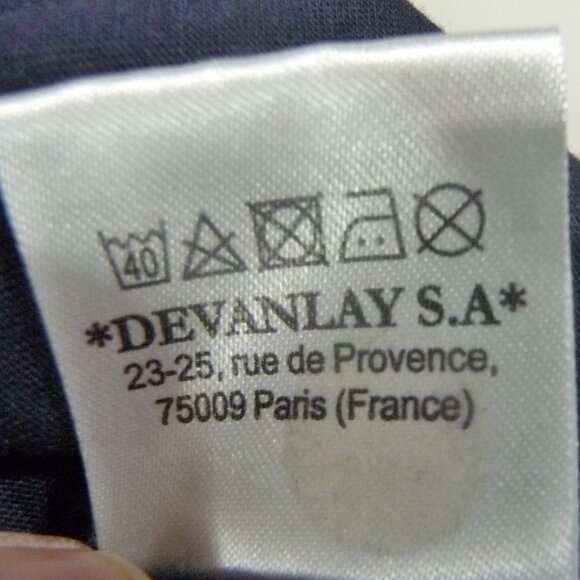 40
*DEVANLAY S.A*
23-25, rue de Provence,
75009 Paris (France)